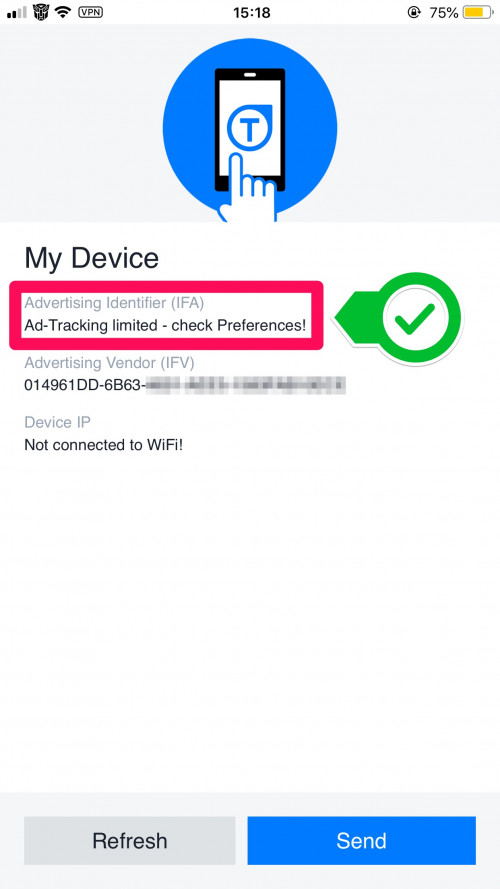 VPN 15:18 75%
T
My Device
Advertising Identifier (IFA)
Ad-Tracking limited - check Preferences!
Advertising Vendor (IFV)
014961DD-6B63-
Device IP
Not connected to WiFi!
Refresh Send